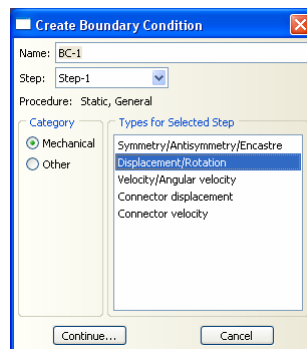 Create Boundary Condition
Name: BC-1
Step: Step-1
Procedure: Static, General
Category
Types for Selected Step
Mechanical
Other
Symmetry/Antisymmetry/Encastre
Displacement/Rotation
Velocity/Angular velocity
Connector displacement
Connector velocity
Continue...
Cancel